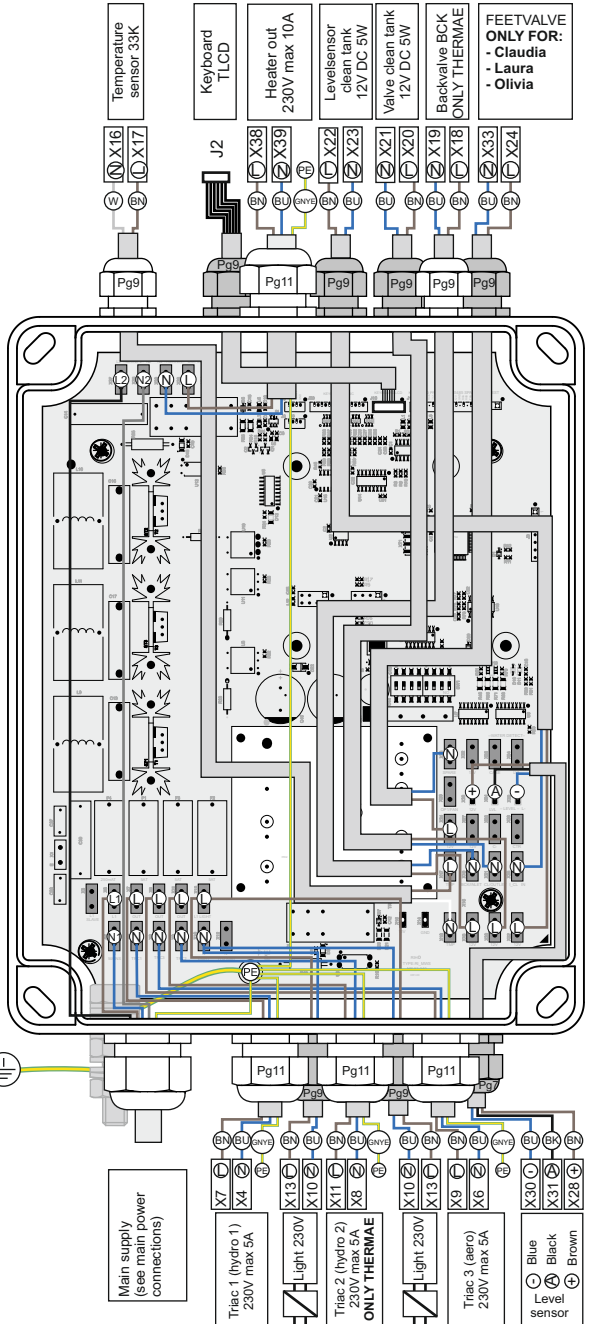 Temperature
sensor 33K
Keyboard
TLCD
Heater out
230V max 10A
Levelsensor
clean tank
12V DC 5W
Valve clean tank
12V DC 5W
Backvalve BCK
ONLY THERMAE
FEETVALVE
ONLY FOR:
- Claudia
- Laura
- Olivia
N X16
L X17
J2
L X38
N X39
PE
L X22
N X23
N X21
L X20
N X19
L X18
N X33
L X24
W
BN
BN
BU
GNYE
BN
BU
BU
BN
BU
BN
BU
BN
Pg9
Pg9
Pg11
Pg9
Pg9
Pg9
Pg9
L2
N2
N
L
N
+
A
-
L
L
N
N
N
N
L
L
L
L1
L
L
L
L
N1
N
N
N
N
PE
Pg11
Pg9
Pg11
Pg9
Pg11
Pg7
BN
BU
GNYE
BN
BU
BN
BU
GNYE
BU
BN
BN
BU
GNYE
BU
BK
BN
PE
PE
PE
X7 L
X4 N
X13 L
X10 N
X11 L
X8 N
X10 N
X13 L
X9 L
X6 N
X30 -
X31 A
X28 +
Main supply
(see main power
connections)
Triac 1 (hydro 1)
230V max 5A
Light 230V
Triac 2 (hydro 2)
230V max 5A
ONLY THERMAE
Light 230V
Triac 3 (aero)
230V max 5A
- Blue
A Black
+ Brown
Level
sensor